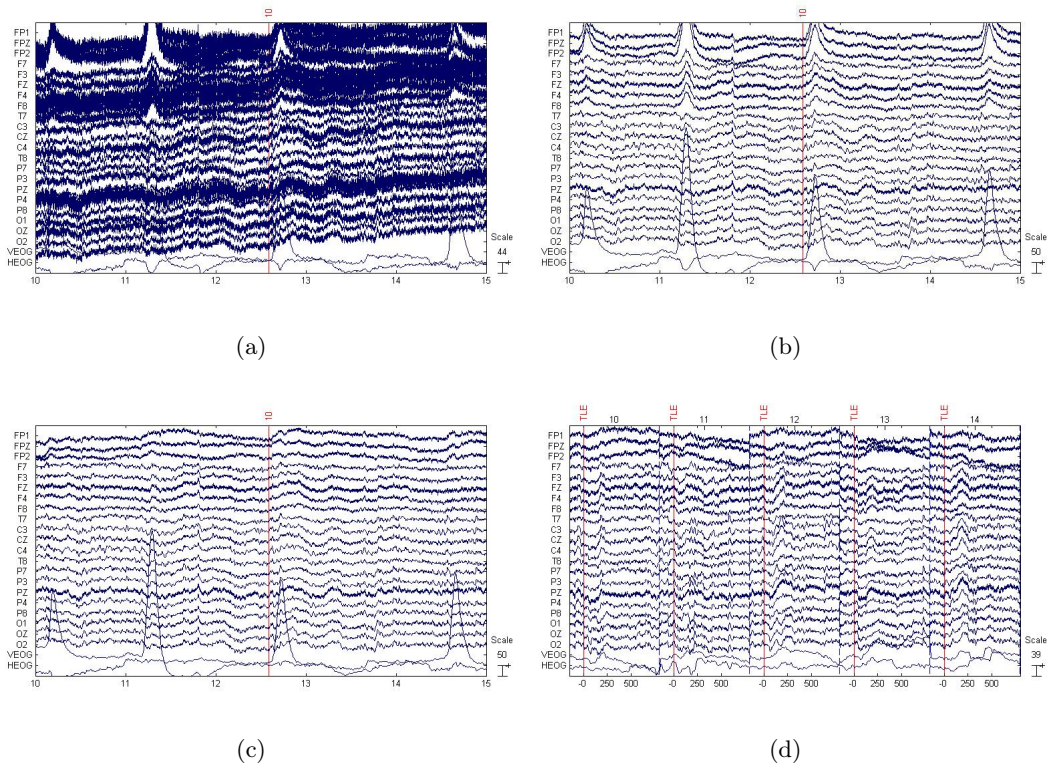 10
FP1
FPZ
FP2
F7
F3
FZ
F4
F8
T7
C3
CZ
C4
T8
P7
P3
PZ
P4
P8
O1
OZ
O2
VEOG
HEOG
Scale
44
10 11 12 13 14 15
(a)
10
FP1
FPZ
FP2
F7
F3
FZ
F4
F8
T7
C3
CZ
C4
T8
P7
P3
PZ
P4
P8
O1
OZ
O2
VEOG
HEOG
Scale
50
10 11 12 13 14 15
(b)
10
FP1
FPZ
FP2
F7
F3
FZ
F4
F8
T7
C3
CZ
C4
T8
P7
P3
PZ
P4
P8
O1
OZ
O2
VEOG
HEOG
Scale
50
10 11 12 13 14 15
(c)
TLE 10 TLE 11 TLE 12 TLE 13 TLE 14
FP1
FPZ
FP2
F7
F3
FZ
F4
F8
T7
C3
CZ
C4
T8
P7
P3
PZ
P4
P8
O1
OZ
O2
VEOG
HEOG
Scale
39
-0 250 500 -0 250 500 -0 250 500 -0 250 500 -0 250 500
(d)